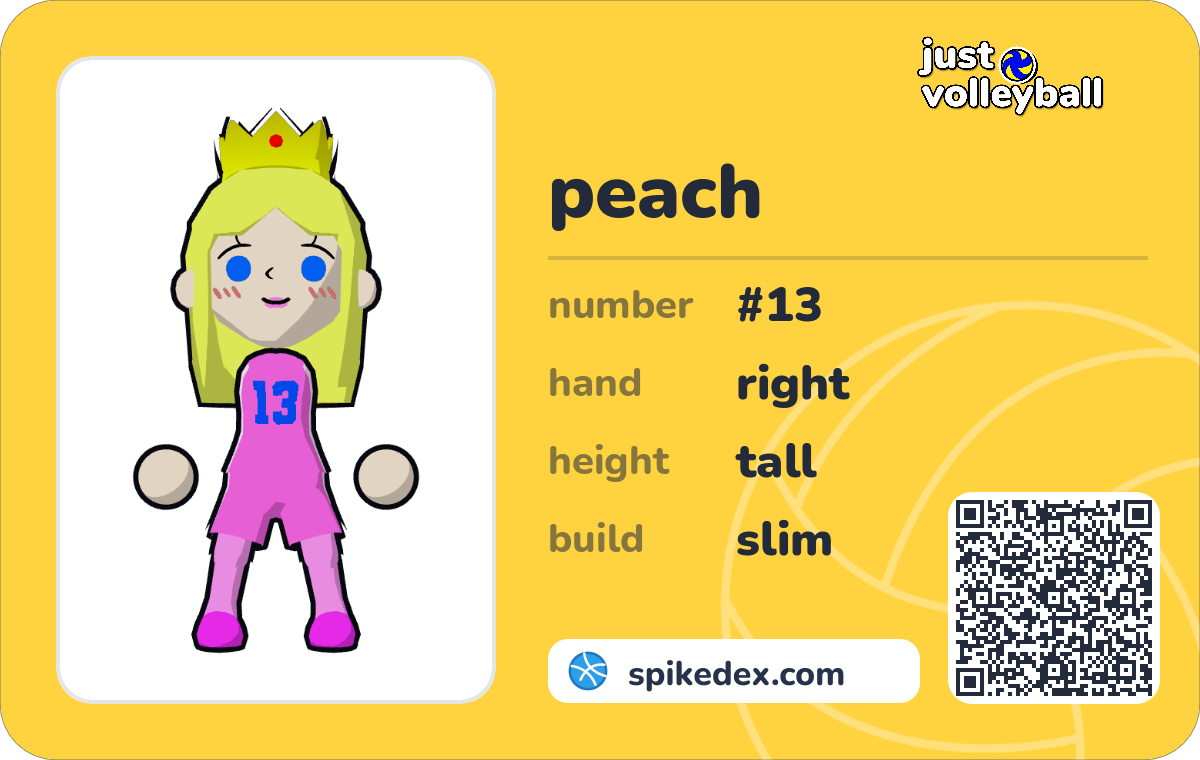 just
volleyball
peach
number #13
hand right
height tall
build slim
13
spikedex.com